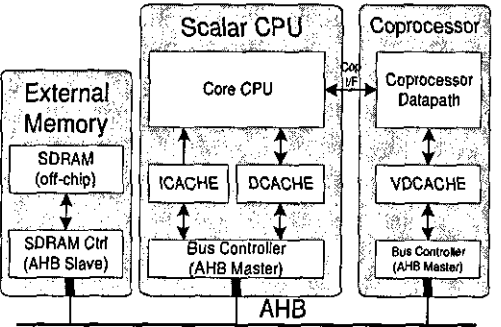 Scalar CPU
Coprocessor
Core CPU
Cop
I/F
Coprocessor
Datapath
External
Memory
SDRAM
(off-chip)
ICACHE
DCACHE
VDCACHE
SDRAM Ctrl
(AHB Slave)
Bus Controller
(AHB Master)
Bus Controller
(AHB Master)
AHB